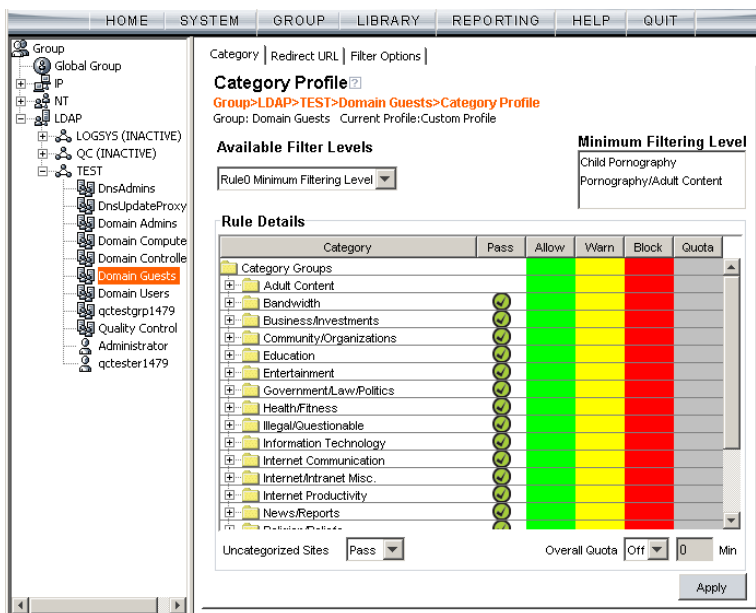 HOME SYSTEM GROUP LIBRARY REPORTING HELP QUIT
Group
Global Group
IP
NT
LDAP
LOGSYS (INACTIVE)
QC (INACTIVE)
TEST
DnsAdmins
DnsUpdateProxy
Domain Admins
Domain Compute
Domain Controlle
Domain Guests
Domain Users
qctestgrp1479
Quality Control
Administrator
qctester1479
Category | Redirect URL | Filter Options |
Category Profile ?
Group>LDAP>TEST>Domain Guests>Category Profile
Group: Domain Guests Current Profile:Custom Profile
Available Filter Levels
Rule0 Minimum Filtering Level
Minimum Filtering Level
Child Pornography
Pornography/Adult Content
Rule Details
Category Pass Allow Warn Block Quota
Category Groups
Adult Content
Bandwidth
Business/Investments
Community/Organizations
Education
Entertainment
Government/Law/Politics
Health/Fitness
Illegal/Questionable
Information Technology
Internet Communication
Internet/Intranet Misc.
Internet Productivity
News/Reports
Uncategorized Sites Pass Overall Quota Off 0 Min
Apply